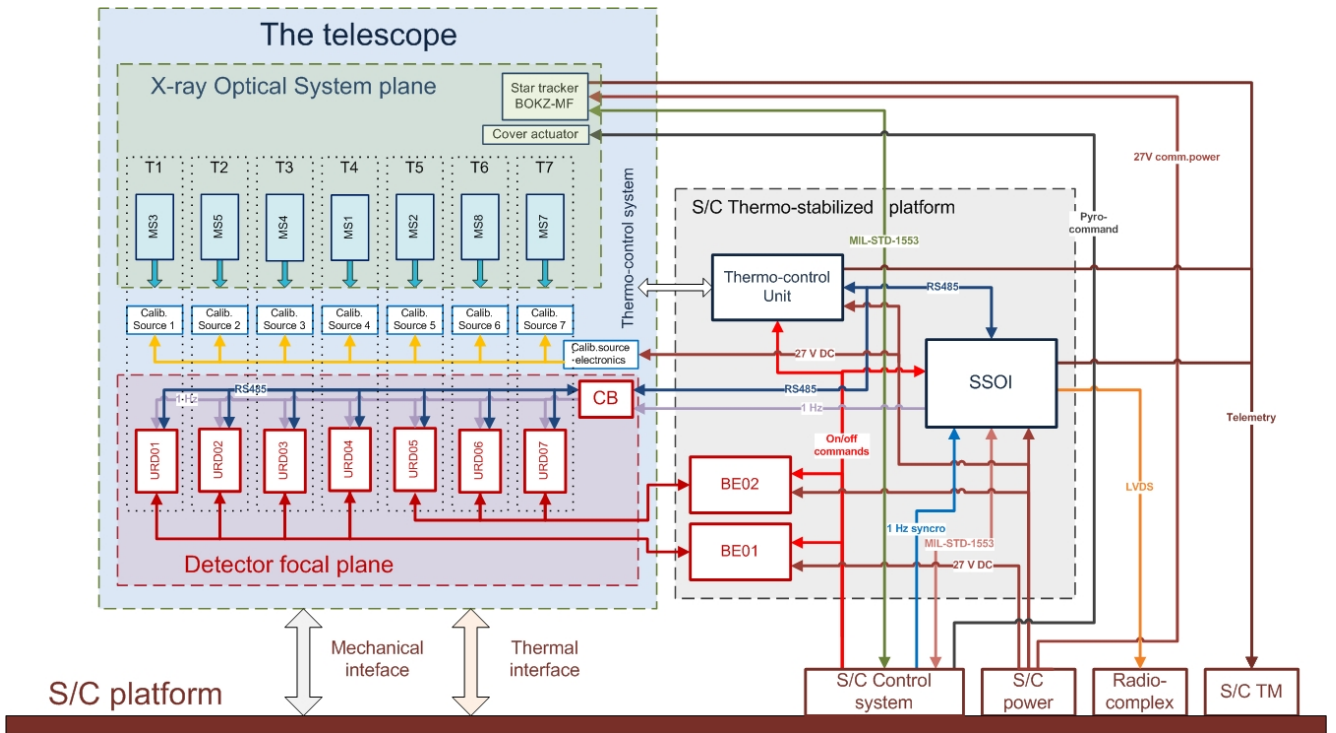 The telescope
X-ray Optical System plane
Star tracker
BOKZ-MF
Cover actuator
T1
T2
T3
T4
T5
T6
T7
MS3
MS5
MS4
MS1
MS2
MS8
MS7
Thermo-control system
Calib.
Source 1
Calib.
Source 2
Calib.
Source 3
Calib.
Source 4
Calib.
Source 5
Calib.
Source 6
Calib.
Source 7
Calib.source
-electronics
RS485
1-Hz
CB
URD01
URD02
URD03
URD04
URD05
URD06
URD07
Detector focal plane
27V comm.power
Pyro-
command
S/C Thermo-stabilized platform
MIL-STD-1553
Thermo-control
Unit
RS485
27 V DC
SSOI
RS485
1 Hz
Telemetry
On/off
commands
BE02
LVDS
1 Hz syncro
MIL-STD-1553
BE01
27 V DC
Mechanical
inteface
Thermal
interface
S/C platform
S/C Control
system
S/C
power
Radio-
complex
S/C TM